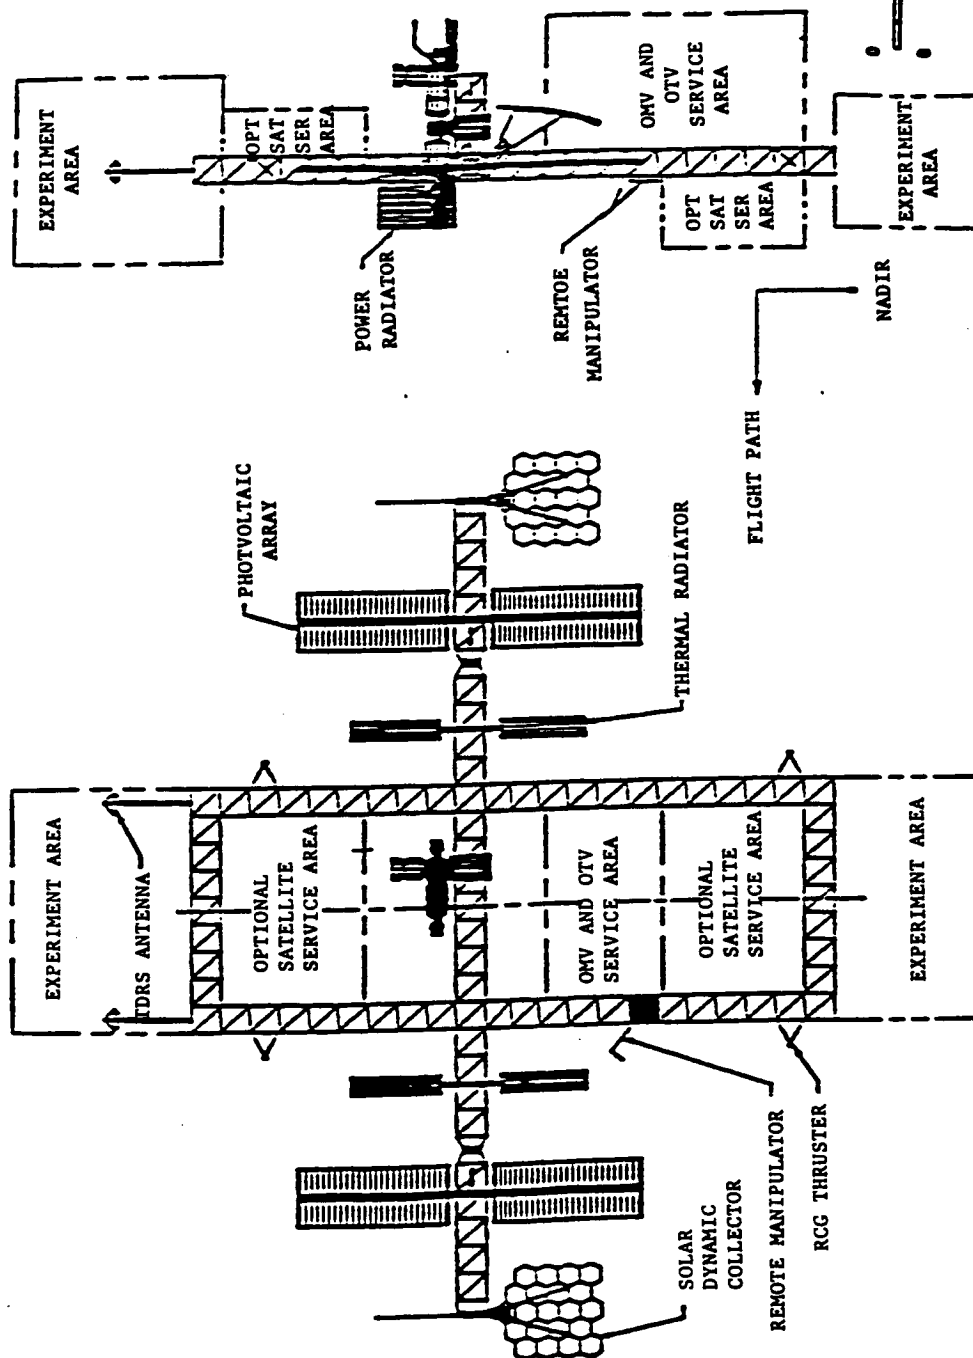 EXPERIMENT AREA
TDRS ANTENNA
OPTIONAL
SATELLITE
SERVICE AREA
PHOTVOLTAIC
ARRAY
OMV AND OTV
SERVICE AREA
OPTIONAL
SATELLITE
SERVICE AREA
THERMAL RADIATOR
SOLAR
DYNAMIC
COLLECTOR
REMOTE MANIPULATOR
RCG THRUSTER
EXPERIMENT AREA
EXPERIMENT
AREA
OPT
SAT
SER
AREA
POWER
RADIATOR
REMTOE
MANIPULATOR
OMV AND
OTV
SERVICE
AREA
OPT
SAT
SER
AREA
FLIGHT PATH
NADIR
EXPERIMENT
AREA